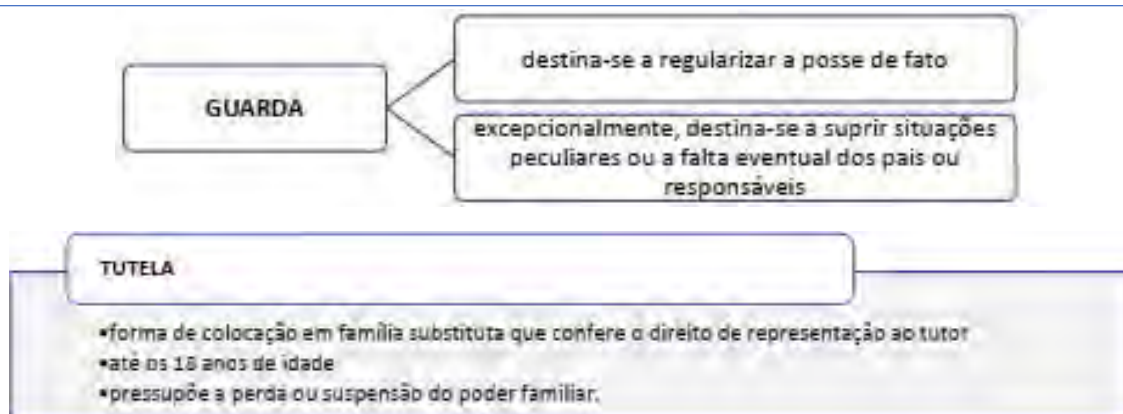 GUARDA
destina-se a regularizar a posse de fato
excepcionalmente, destina-se a suprir situações
peculiares ou a falta eventual dos pais ou
responsáveis
TUTELA
▪forma de colocação em família substituta que confere o direito de representação ao tutor
▪até os 18 anos de idade
▪pressupõe a perda ou suspensão do poder familiar.